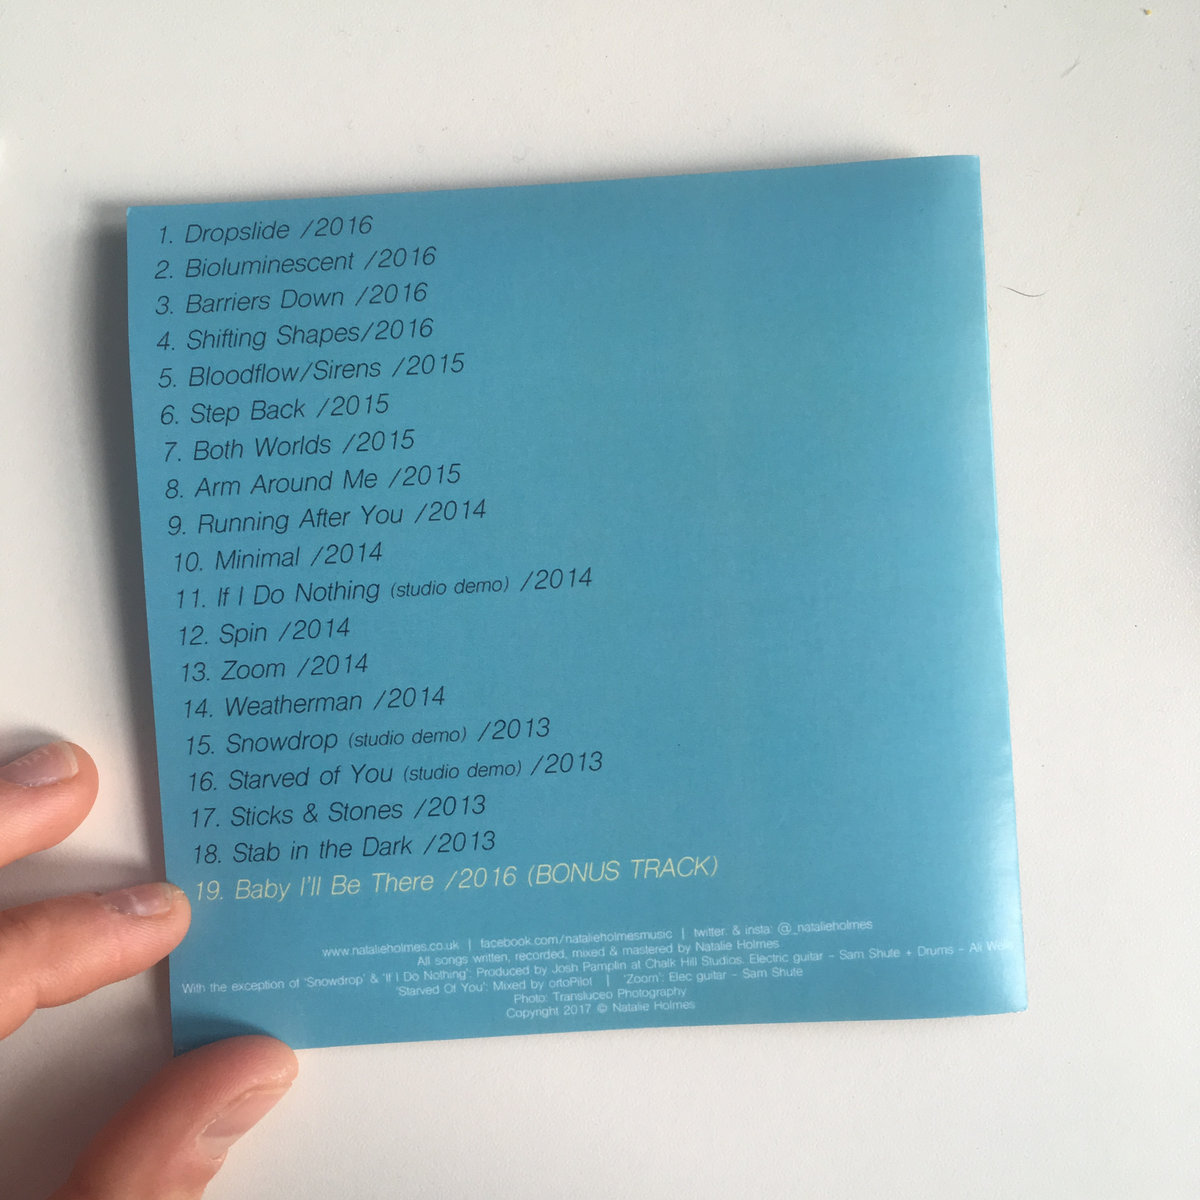 1. Dropslide /2016
2. Bioluminescent /2016
3. Barriers Down /2016
4. Shifting Shapes/2016
5. Bloodflow/Sirens /2015
6. Step Back /2015
7. Both Worlds /2015
8. Arm Around Me /2015
9. Running After You /2014
10. Minimal /2014
11. If I Do Nothing (studio demo) /2014
12. Spin /2014
13. Zoom /2014
14. Weatherman /2014
15. Snowdrop (studio demo) /2013
16. Starved of You (studio demo) /2013
17. Sticks & Stones /2013
18. Stab in the Dark /2013
19. Baby I'll Be There /2016 (BONUS TRACK)
www.natalieholmes.co.uk | facebook.com/natalieholmesmusic | twitter & insta: @_natalieholmes
All songs written, recorded, mixed & mastered by Natalie Holmes
With the exception of 'Snowdrop' & 'If I Do Nothing': Produced by Josh Pamplin at Chalk Hill Studios. Electric guitar - Sam Shute + Drums - Ali Wells
'Starved Of You': Mixed by ortoPilot | 'Zoom': Elec guitar - Sam Shute
Photo: Transluceo Photography
Copyright 2017 © Natalie Holmes